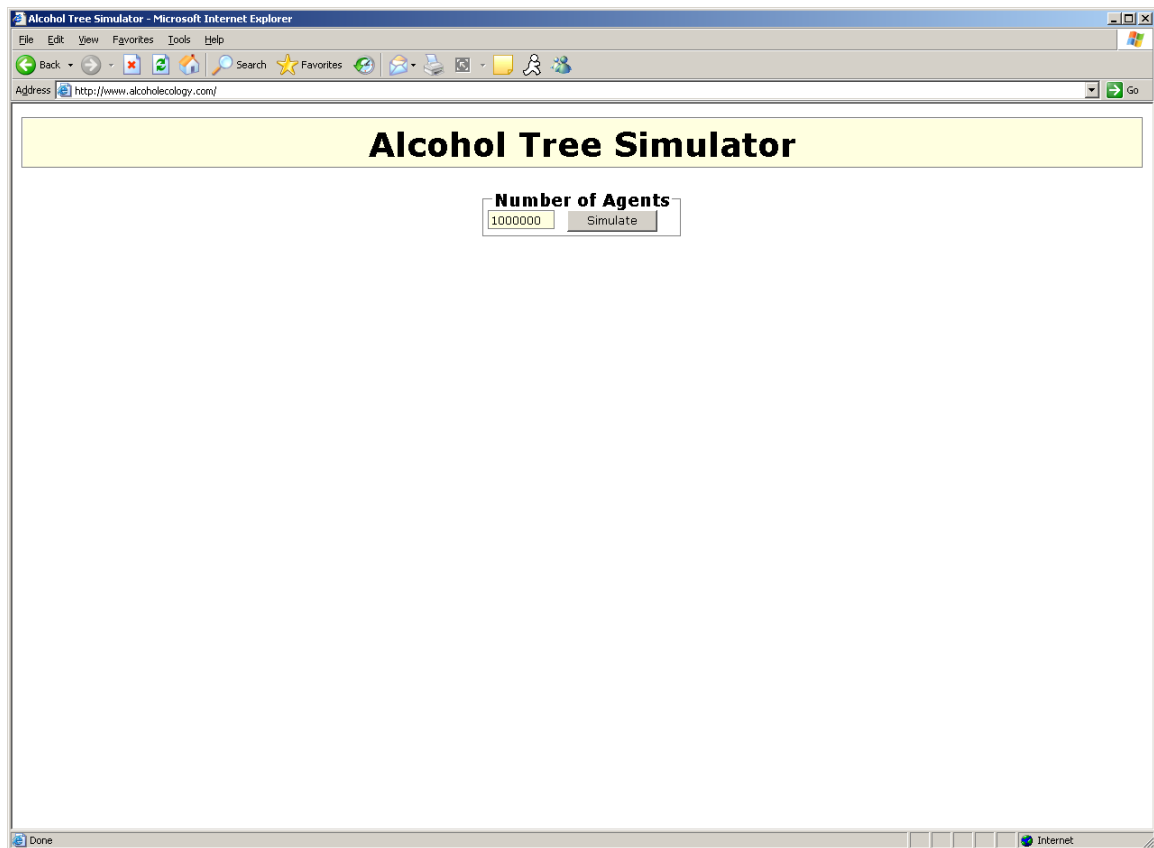 Alcohol Tree Simulator - Microsoft Internet Explorer
File Edit View Favorites Tools Help
Back Search Favorites
Address http://www.alcoholecology.com/ Go
Alcohol Tree Simulator
Number of Agents
1000000 Simulate
Done Internet